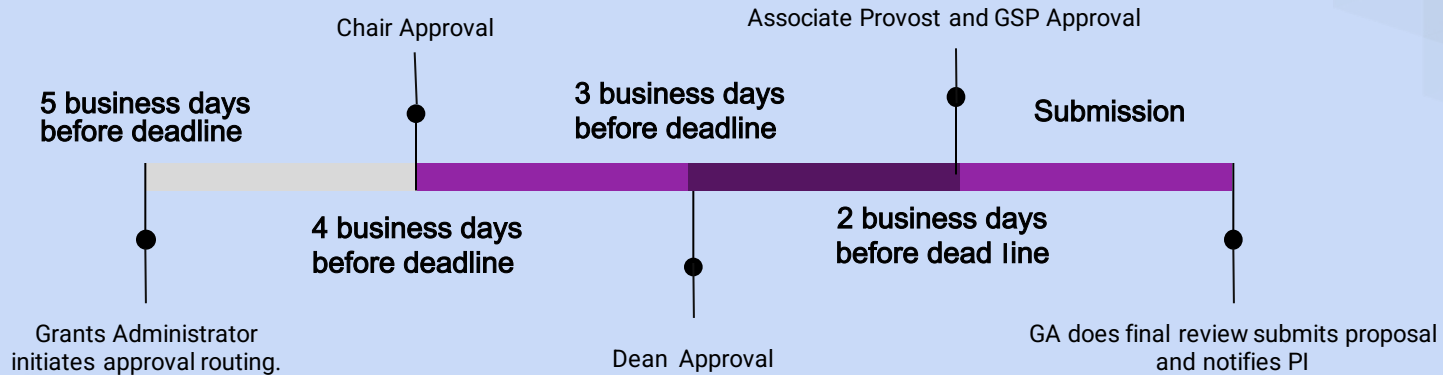 Chair Approval
Associate Provost and GSP Approval
5 business days
before deadline
3 business days
before deadline
Submission
4 business days
before deadline
2 business days
before dead line
Grants Administrator
initiates approval routing.
Dean Approval
GA does final review submits proposal
and notifies PI